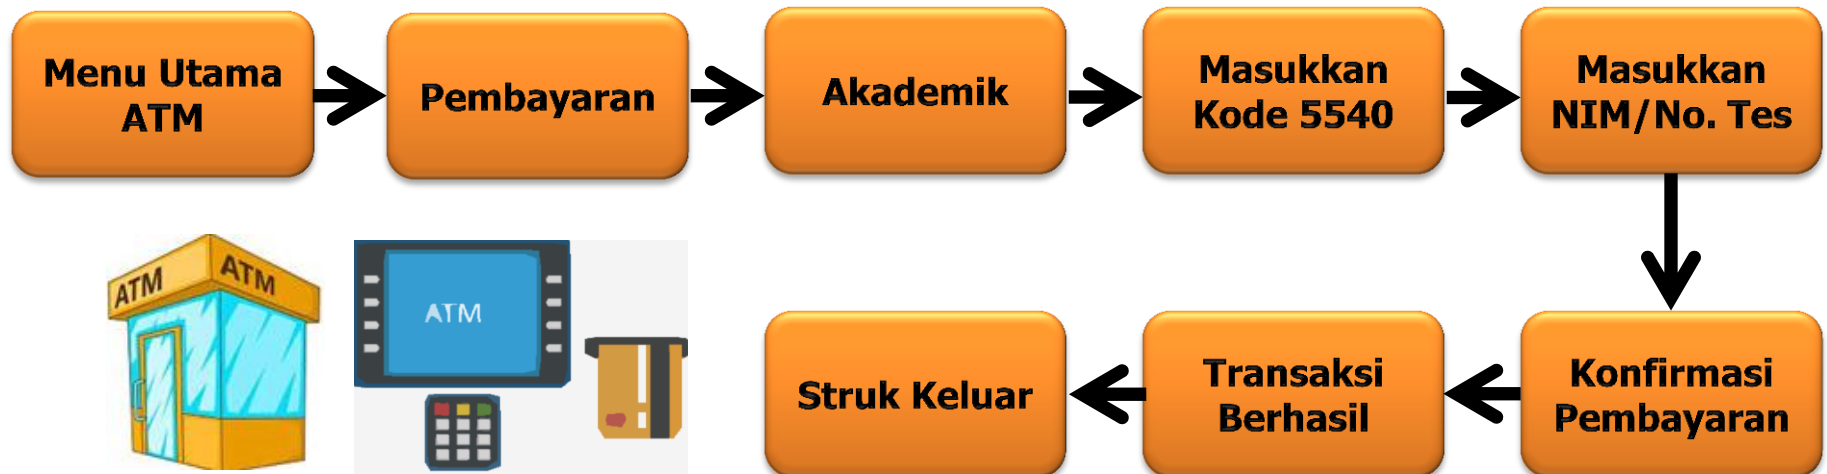 Menu Utama
ATM
Pembayaran
Akademik
Masukkan
Kode 5540
Masukkan
NIM/No. Tes
ATM
ATM
ATM
Struk Keluar
Transaksi
Berhasil
Konfirmasi
Pembayaran